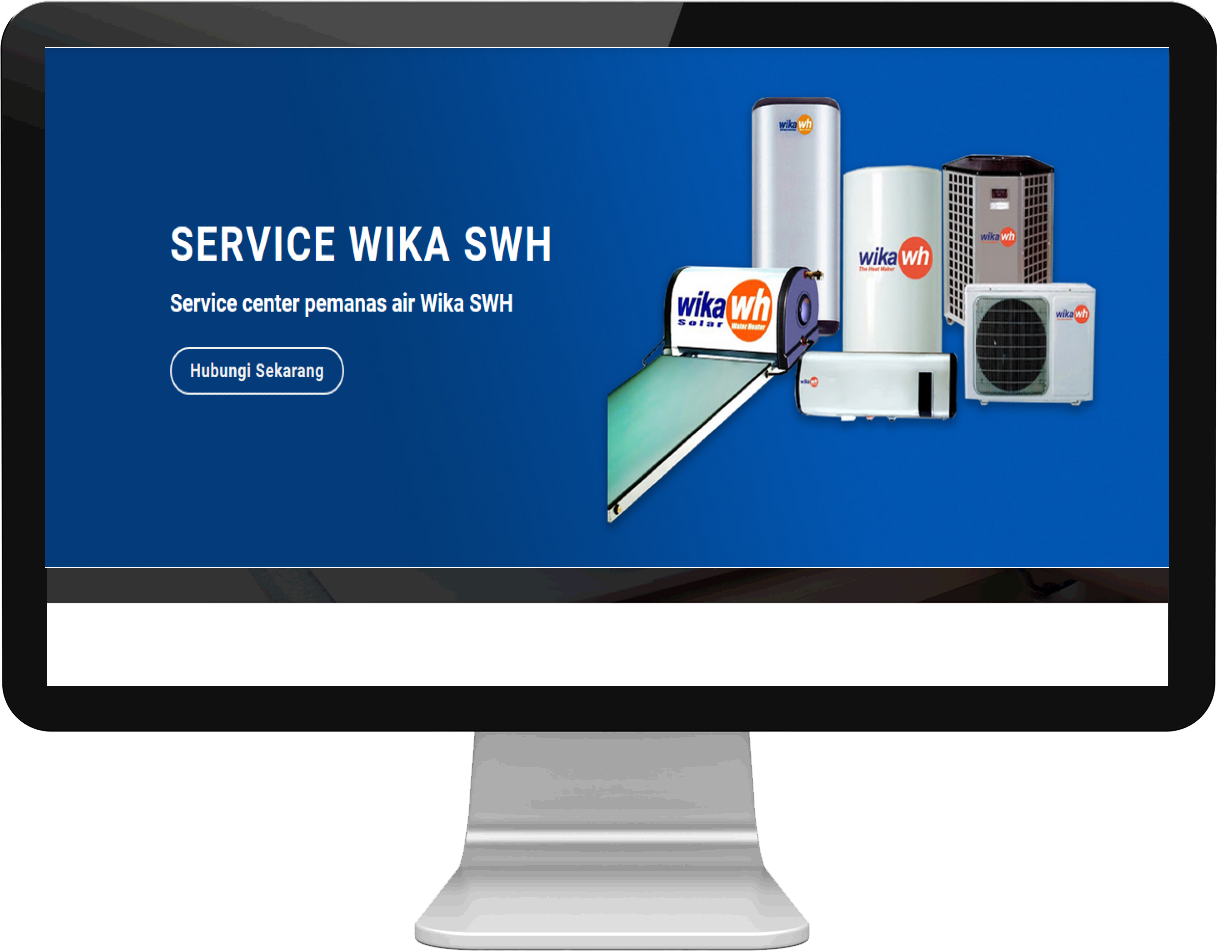 SERVICE WIKA SWH
Service center pemanas air Wika SWH
Hubungi Sekarang
wika wh
wika wh
The Heat Maker
wika wh
wika wh
Solar
Water Heater
wika wh
wika wh